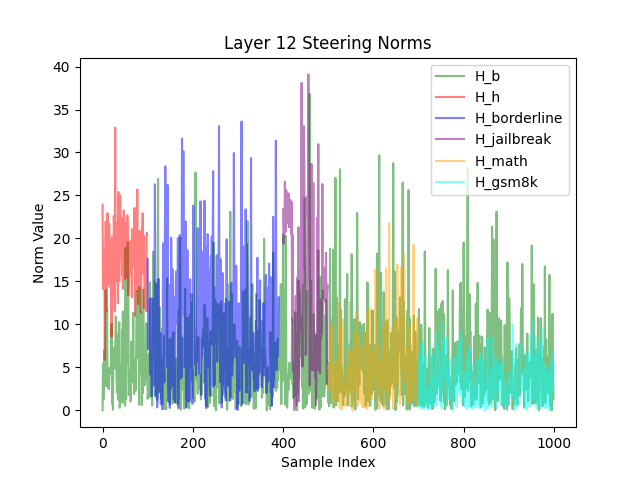 Layer 12 Steering Norms
40
35
30
25
20
15
10
5
0
Norm Value
H_b
H_h
H_borderline
H_jailbreak
H_math
H_gsm8k
0
200
400
600
800
1000
Sample Index